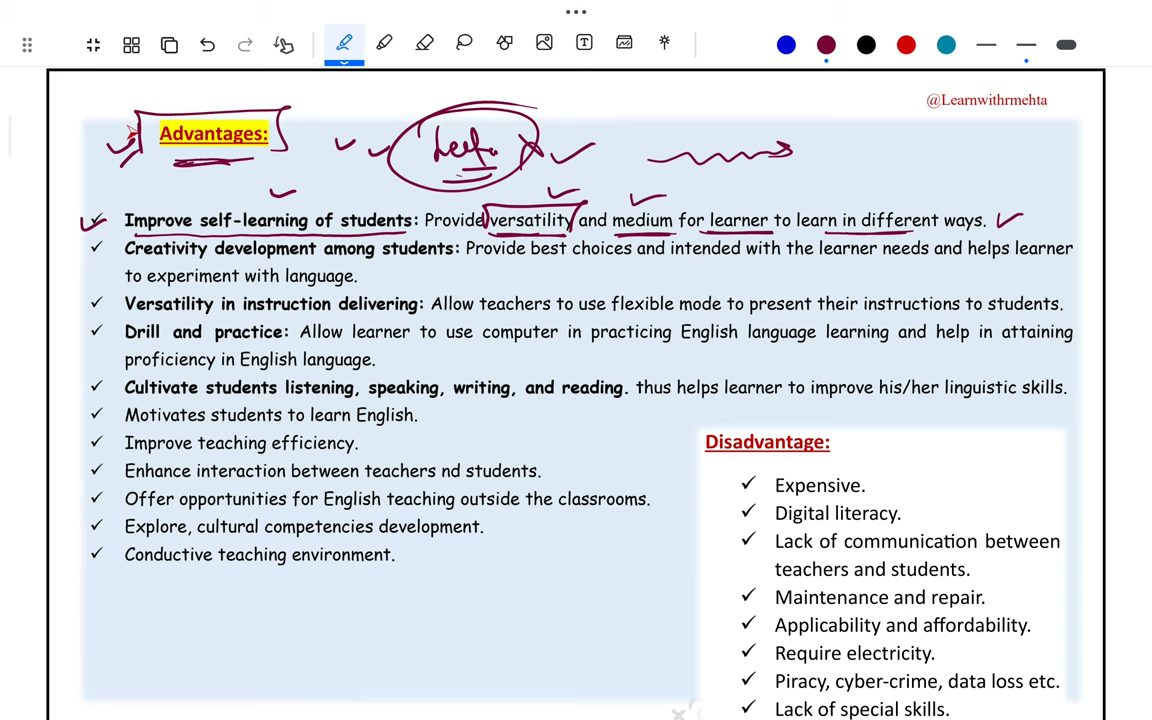 @Learnwithrmehta
Advantages:
✓ Improve self-learning of students: Provide versatility and medium for learner to learn in different ways.
✓ Creativity development among students: Provide best choices and intended with the learner needs and helps learner
to experiment with language.
✓ Versatility in instruction delivering: Allow teachers to use flexible mode to present their instructions to students.
✓ Drill and practice: Allow learner to use computer in practicing English language learning and help in attaining
proficiency in English language.
✓ Cultivate students listening, speaking, writing, and reading. thus helps learner to improve his/her linguistic skills.
✓ Motivates students to learn English.
✓ Improve teaching efficiency.
✓ Enhance interaction between teachers nd students.
✓ Offer opportunities for English teaching outside the classrooms.
✓ Explore, cultural competencies development.
✓ Conductive teaching environment.
Disadvantage:
✓ Expensive.
✓ Digital literacy.
✓ Lack of communication between
teachers and students.
✓ Maintenance and repair.
✓ Applicability and affordability.
✓ Require electricity.
✓ Piracy, cyber-crime, data loss etc.
✓ Lack of special skills.